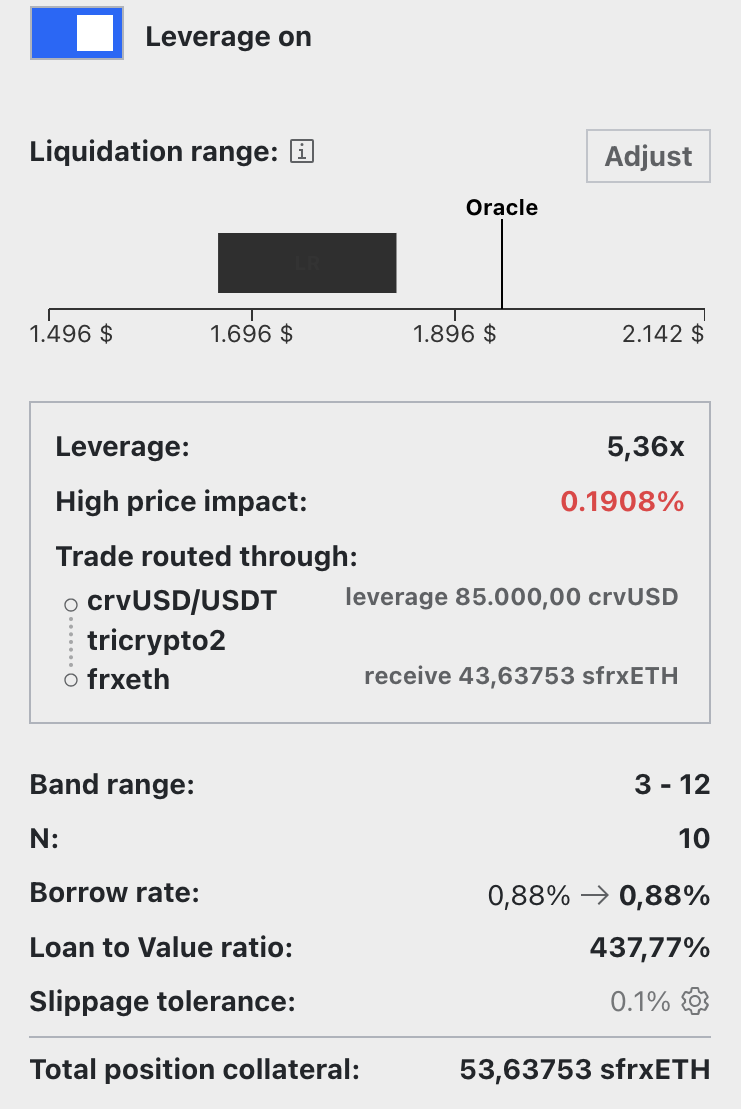 Leverage on
Liquidation range:
Adjust
Oracle
LR
1.496 $ 1.696 $ 1.896 $ 2.142 $
Leverage: 5,36x
High price impact: 0.1908%
Trade routed through:
crvUSD/USDT leverage 85.000,00 crvUSD
tricrypto2
frxeth receive 43,63753 sfrxETH
Band range: 3 - 12
N: 10
Borrow rate: 0,88% → 0,88%
Loan to Value ratio: 437,77%
Slippage tolerance: 0.1%
Total position collateral: 53,63753 sfrxETH